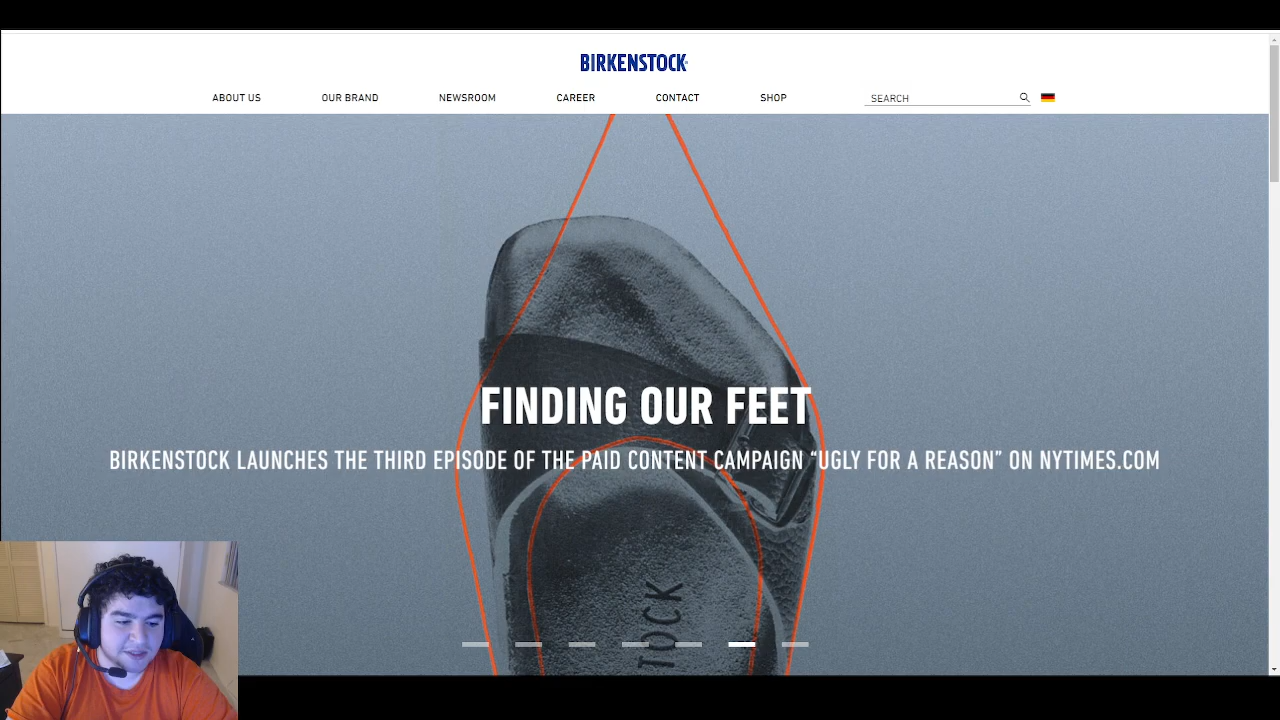 BIRKENSTOCK
ABOUT US OUR BRAND NEWSROOM CAREER CONTACT SHOP SEARCH
FINDING OUR FEET
BIRKENSTOCK LAUNCHES THE THIRD EPISODE OF THE PAID CONTENT CAMPAIGN “UGLY FOR A REASON” ON NYTIMES.COM
TOCK